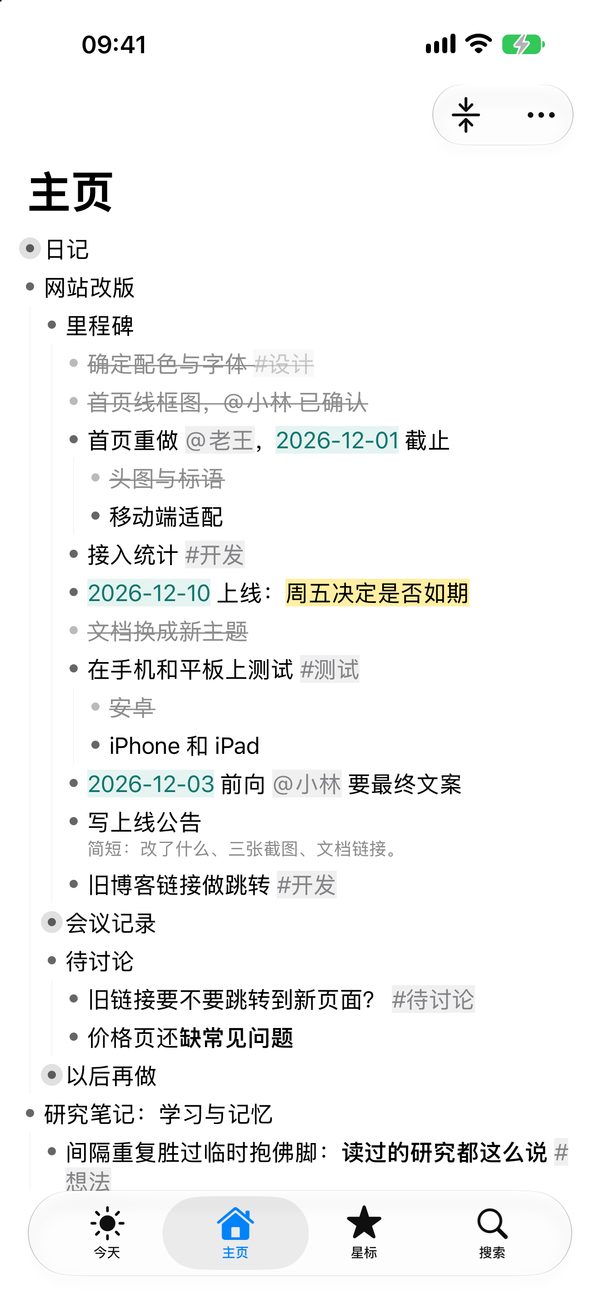 09:41
主页
日记
网站改版
里程碑
确定配色与字体 #设计
首页线框图，@小林 已确认
首页重做 @老王，2026-12-01 截止
头图与标语
移动端适配
接入统计 #开发
2026-12-10 上线：周五决定是否如期
文档换成新主题
在手机和平板上测试 #测试
安卓
iPhone 和 iPad
2026-12-03 前向 @小林 要最终文案
写上线公告
简短：改了什么、三张截图、文档链接。
旧博客链接做跳转 #开发
会议记录
待讨论
旧链接要不要跳转到新页面？ #待讨论
价格页还缺常见问题
以后再做
研究笔记：学习与记忆
间隔重复胜过临时抱佛脚：读过的研究都这么说 #
想法
今天 主页 星标 搜索